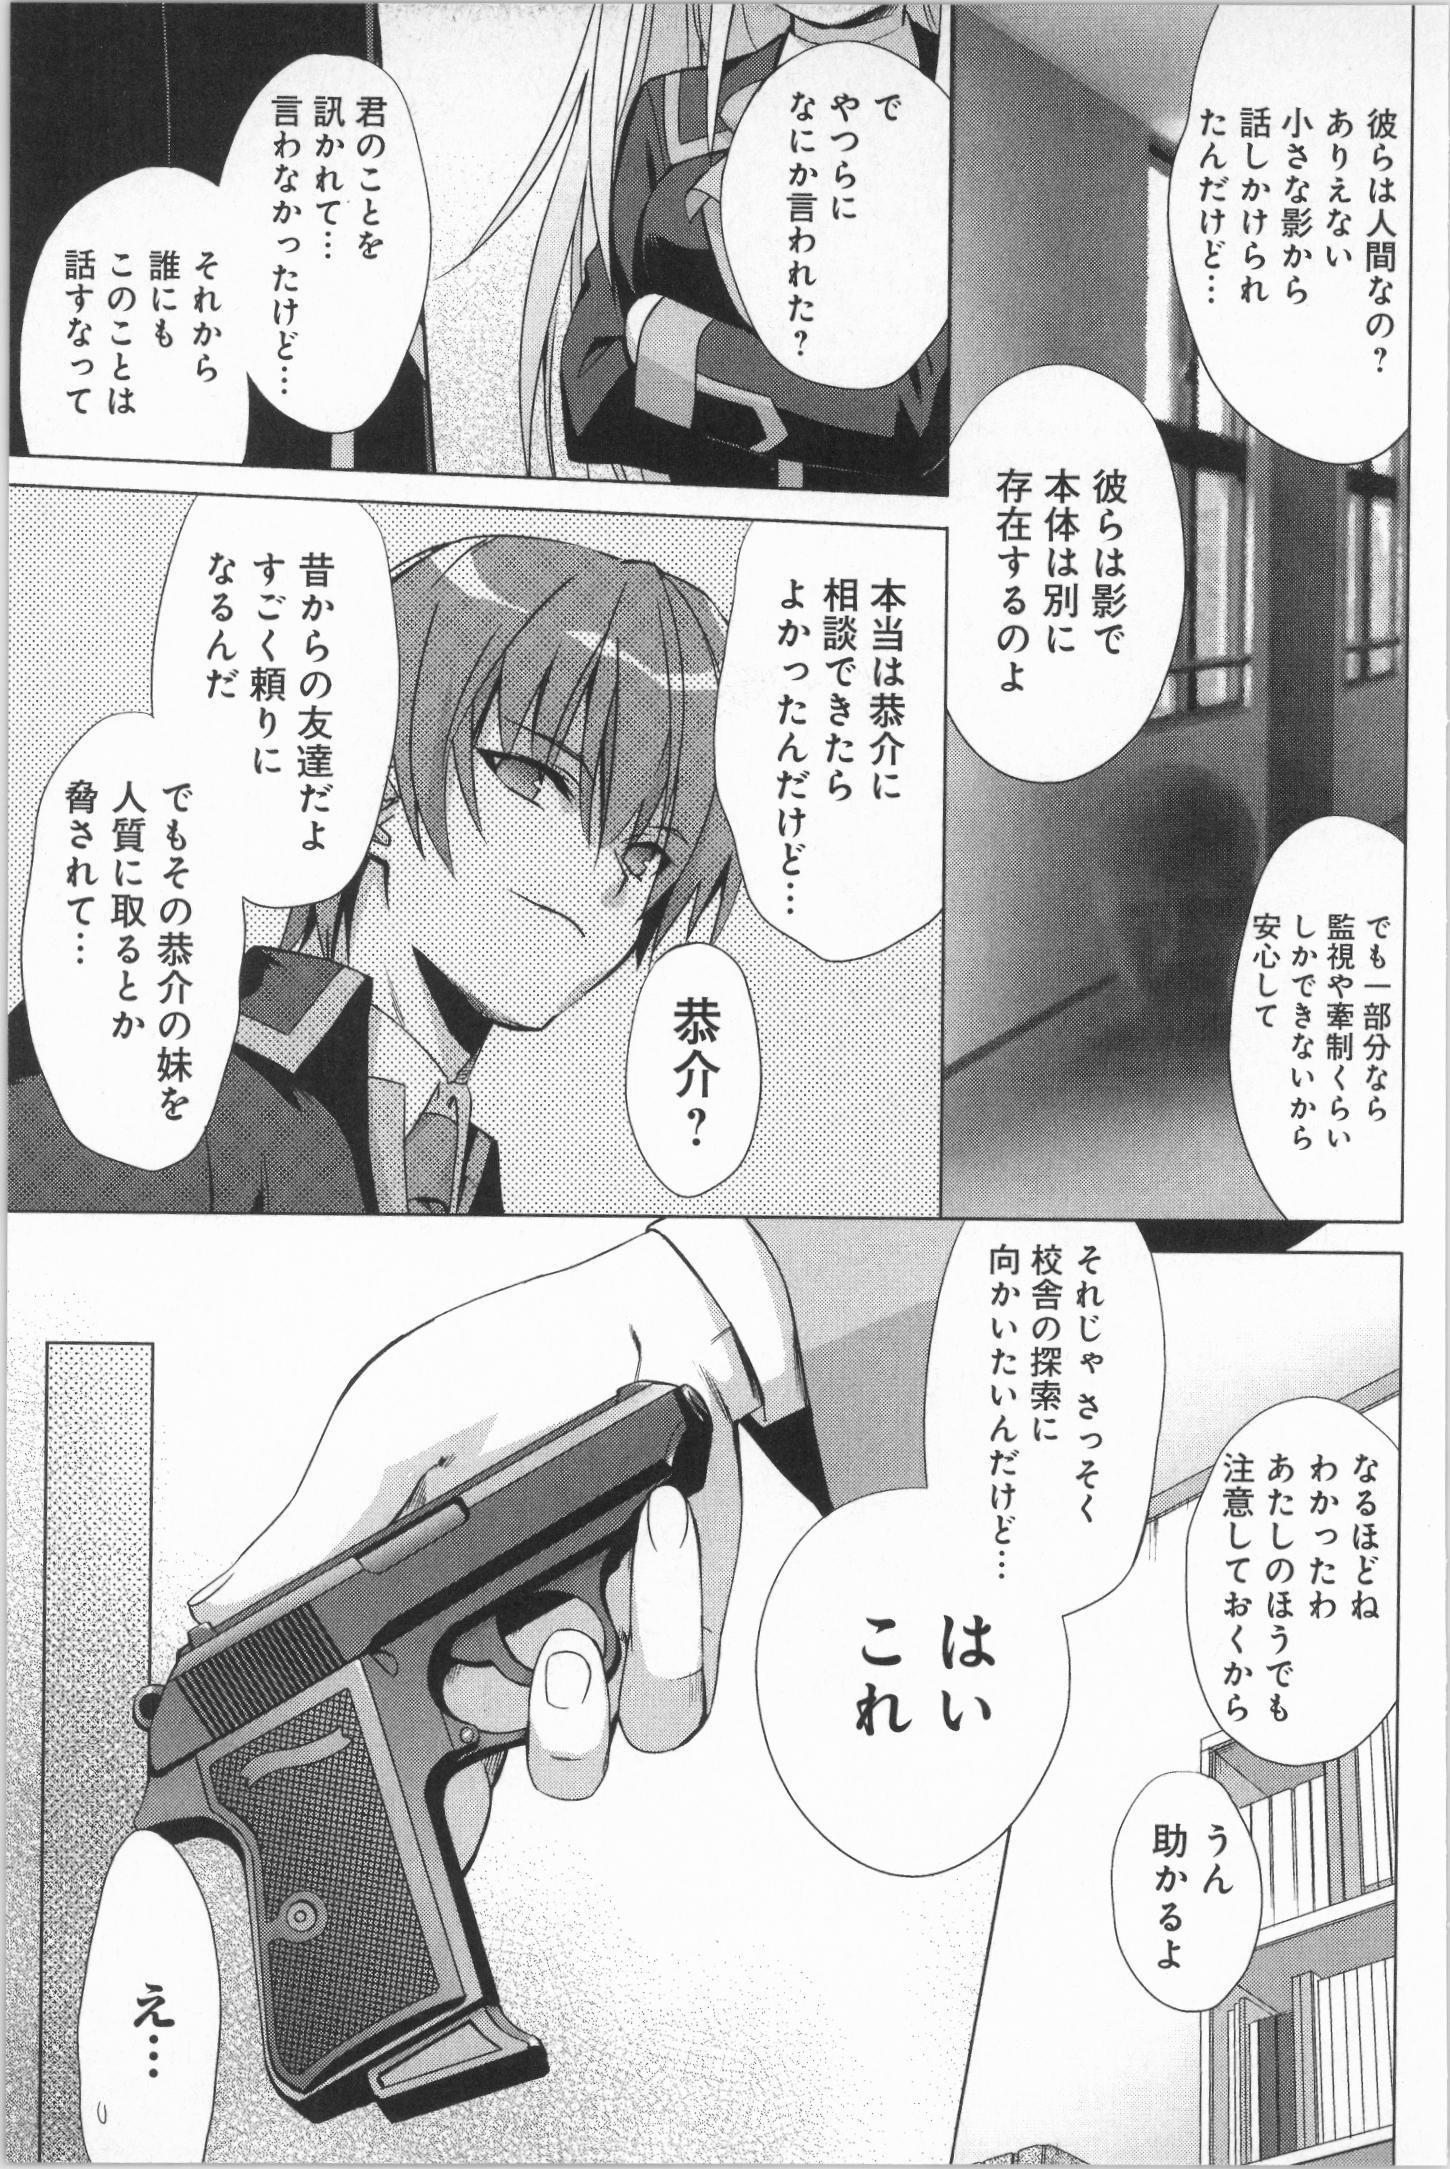 彼らは人間なの？
ありえない
小さな影から
話しかけられ
たんだけど…
彼らは影で
本体は別に
存在するのよ
でも一部分なら
監視や牽制くらい
しかできないから
安心して
で
やつらに
なにか言われた？
君のことを
訊かれて…
言わなかったけど…
それから
誰にも
このことは
話すなって
本当は恭介に
相談できたら
よかったんだけど…
恭介？
昔からの友達だよ
すごく頼りに
なるんだ
でもその恭介の妹を
人質に取るとか
脅されて…
なるほどね
わかったわ
あたしのほうでも
注意しておくから
うん
助かるよ
それじゃ さっそく
校舎の探索に
向かいたいんだけど…
はい
これ
え…